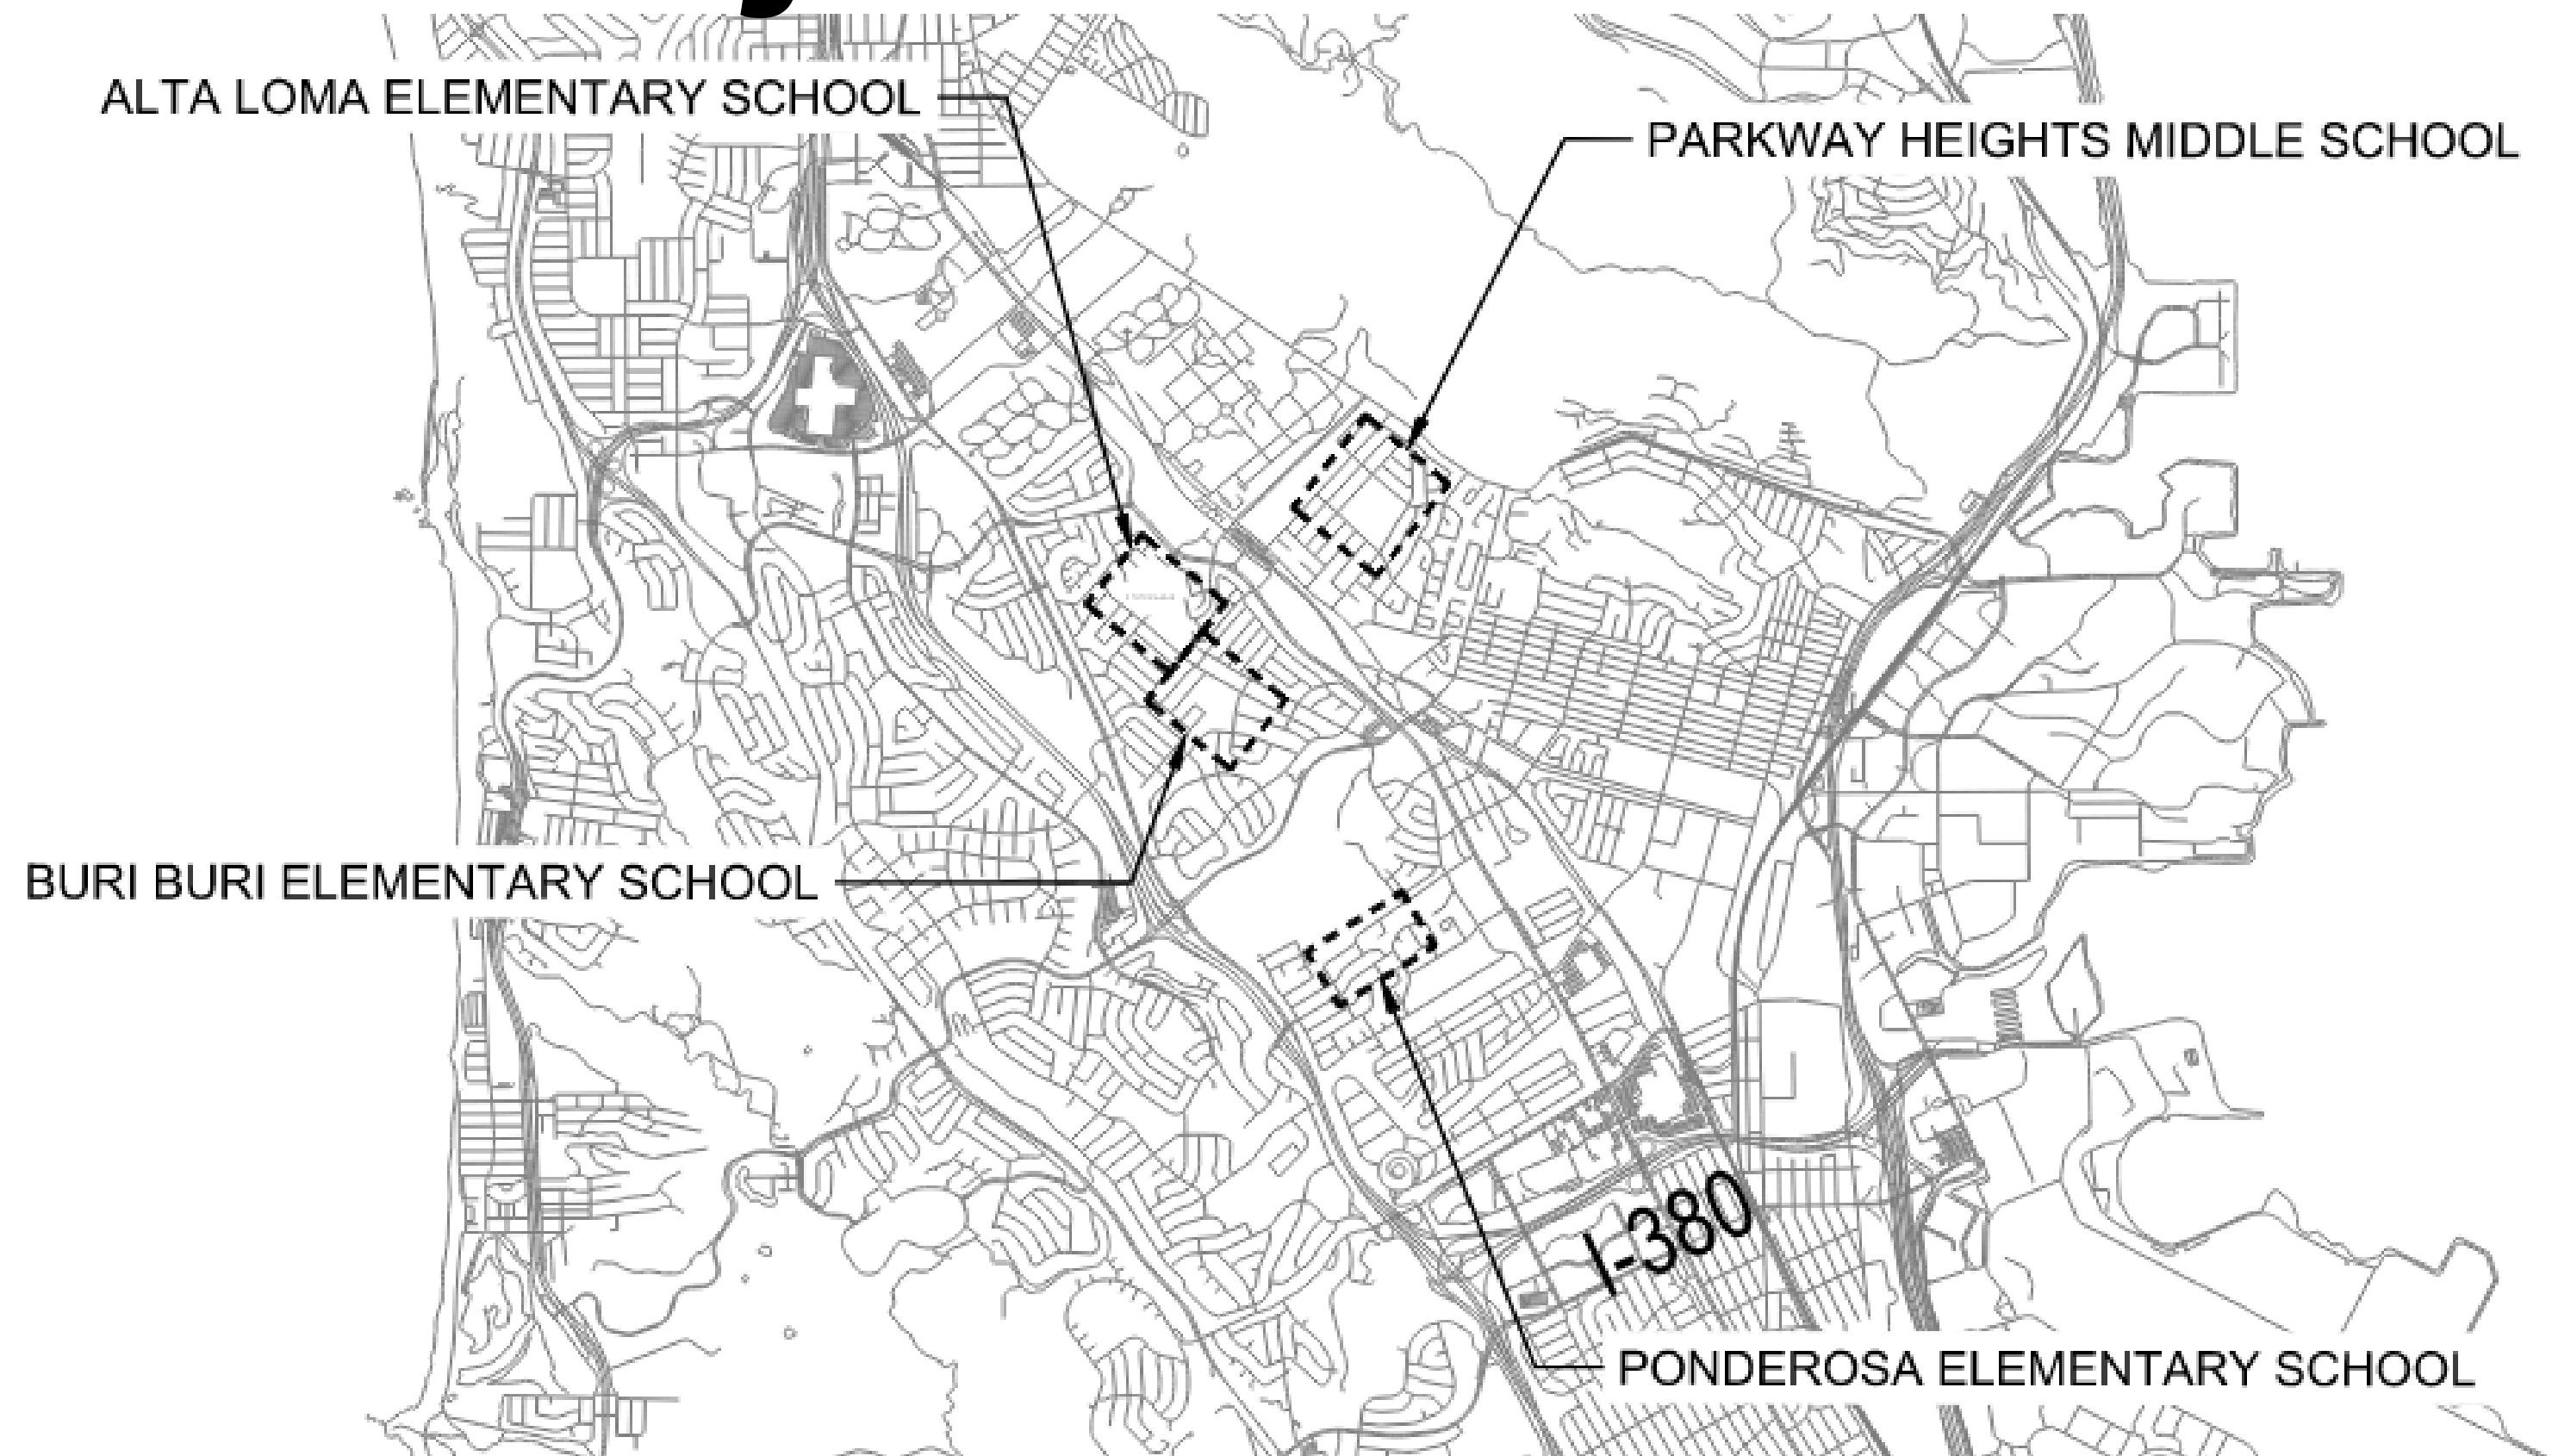 ALTA LOMA ELEMENTARY SCHOOL
PARKWAY HEIGHTS MIDDLE SCHOOL
BURI BURI ELEMENTARY SCHOOL
I-380
PONDEROSA ELEMENTARY SCHOOL